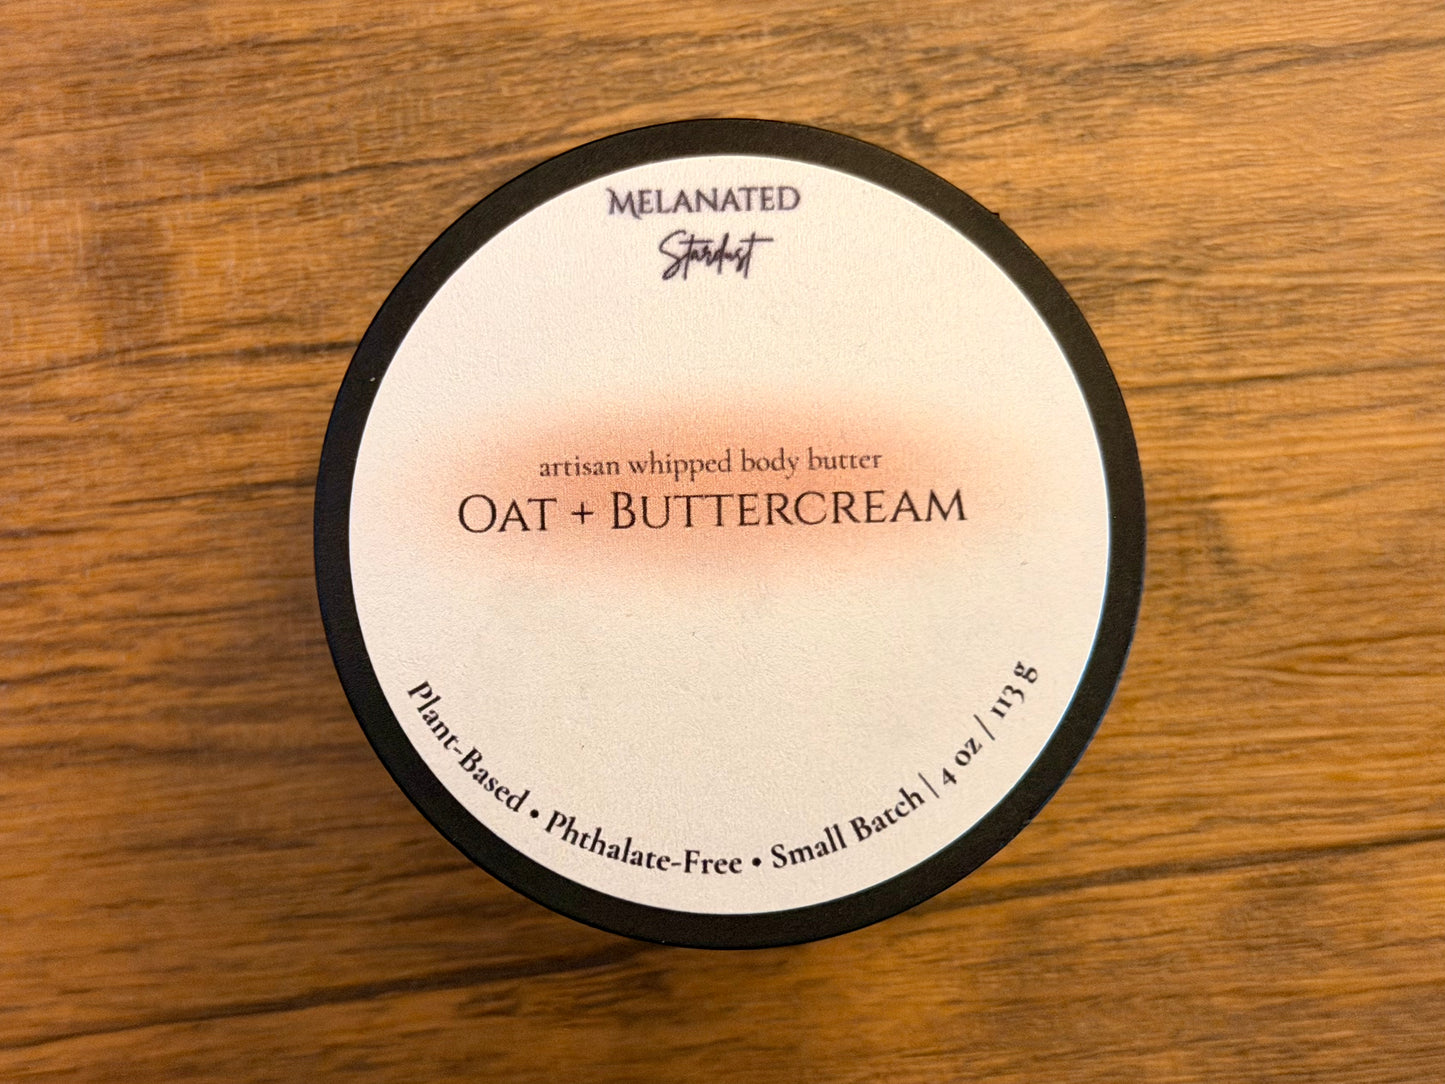 MELANATED
Stardust
artisan whipped body butter
OAT + BUTTERCREAM
Plant-Based • Phthalate-Free • Small Batch | 4 oz / 113 g